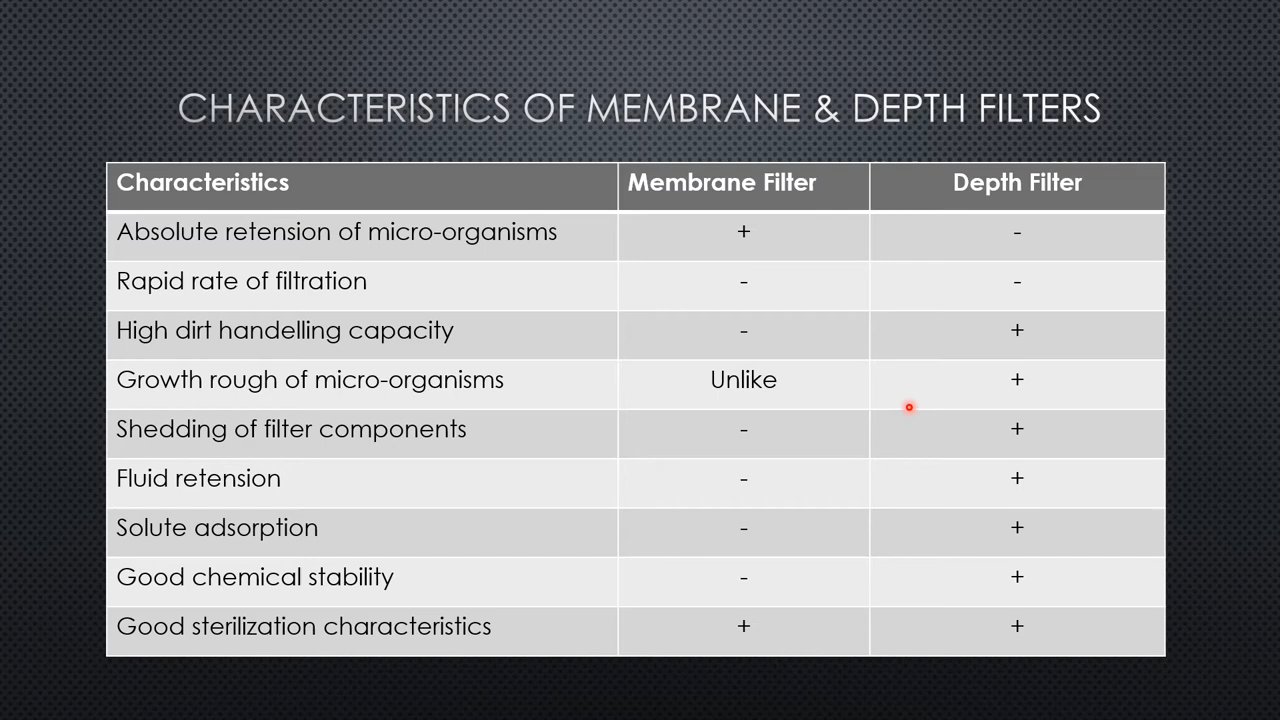 CHARACTERISTICS OF MEMBRANE & DEPTH FILTERS
Characteristics Membrane Filter Depth Filter
Absolute retension of micro-organisms + -
Rapid rate of filtration - -
High dirt handelling capacity - +
Growth rough of micro-organisms Unlike +
Shedding of filter components - +
Fluid retension - +
Solute adsorption - +
Good chemical stability - +
Good sterilization characteristics + +